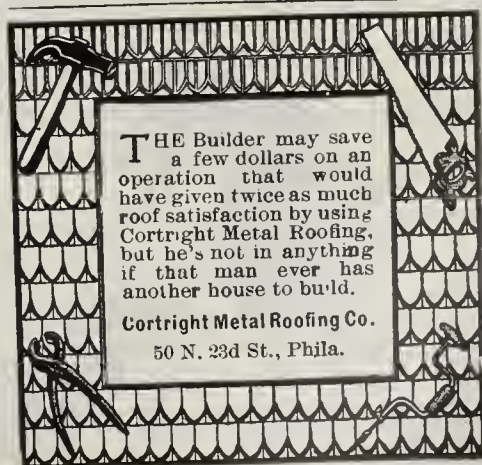 THE Builder may save
a few dollars on an
operation that would
have given twice as much
roof satisfaction by using
Cortright Metal Roofing,
but he's not in anything
if that man ever has
another house to build.
Cortright Metal Roofing Co.
50 N. 23d St., Phila.